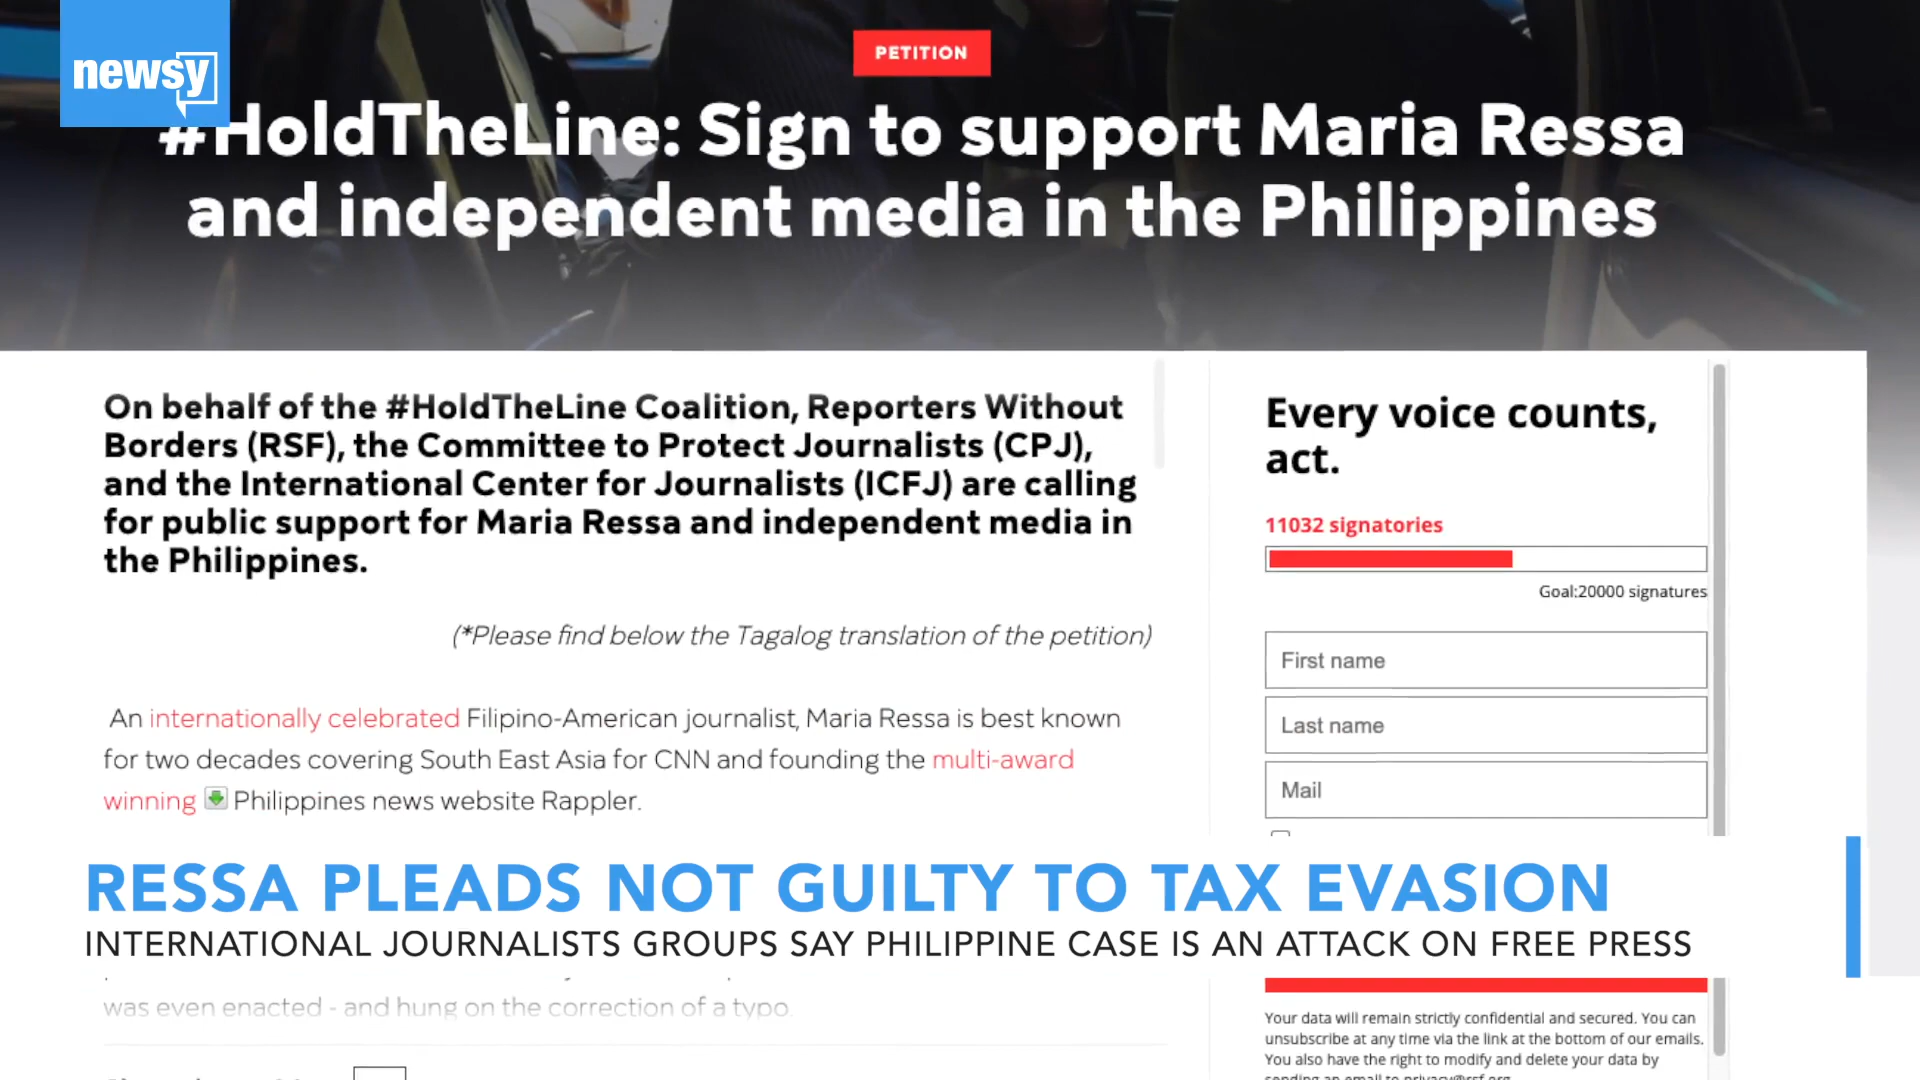 newsy
PETITION
#HoldTheLine: Sign to support Maria Ressa
and independent media in the Philippines
On behalf of the #HoldTheLine Coalition, Reporters Without
Borders (RSF), the Committee to Protect Journalists (CPJ),
and the International Center for Journalists (ICFJ) are calling
for public support for Maria Ressa and independent media in
the Philippines.
(*Please find below the Tagalog translation of the petition)
An internationally celebrated Filipino-American journalist, Maria Ressa is best known
for two decades covering South East Asia for CNN and founding the multi-award
winning Philippines news website Rappler.
Every voice counts,
act.
11032 signatories
Goal:20000 signatures
First name
Last name
Mail
RESSA PLEADS NOT GUILTY TO TAX EVASION
INTERNATIONAL JOURNALISTS GROUPS SAY PHILIPPINE CASE IS AN ATTACK ON FREE PRESS
was even enacted - and hung on the correction of a typo.
Your data will remain strictly confidential and secured. You can
unsubscribe at any time via the link at the bottom of our emails.
You also have the right to modify and delete your data by
sending an email to privacy@rsf.org